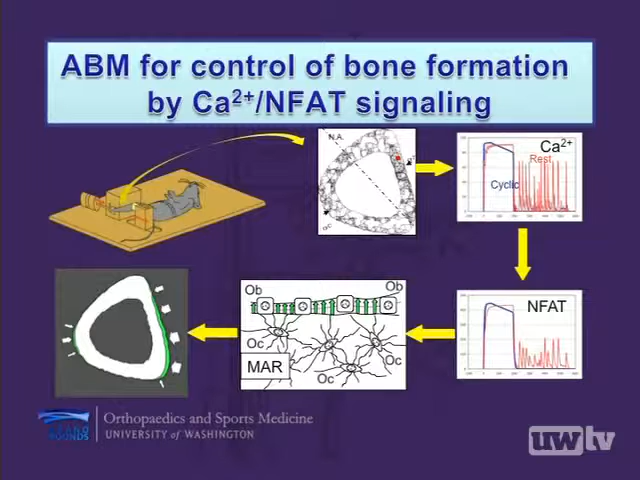 ABM for control of bone formation
by Ca²⁺/NFAT signaling
N.A.
Ca²⁺
Rest
Cyclic
NFAT
Ob
Ob
Oc
Oc
Oc
MAR
Orthopaedics and Sports Medicine
UNIVERSITY of WASHINGTON
uwtv